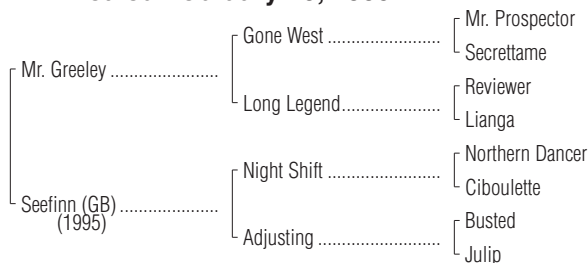 Mr. Prospector
Gone West
Secrettame
Mr. Greeley
Reviewer
Long Legend
Lianga
Northern Dancer
Night Shift
Ciboulette
Seefinn (GB)
(1995)
Busted
Adjusting
Julip